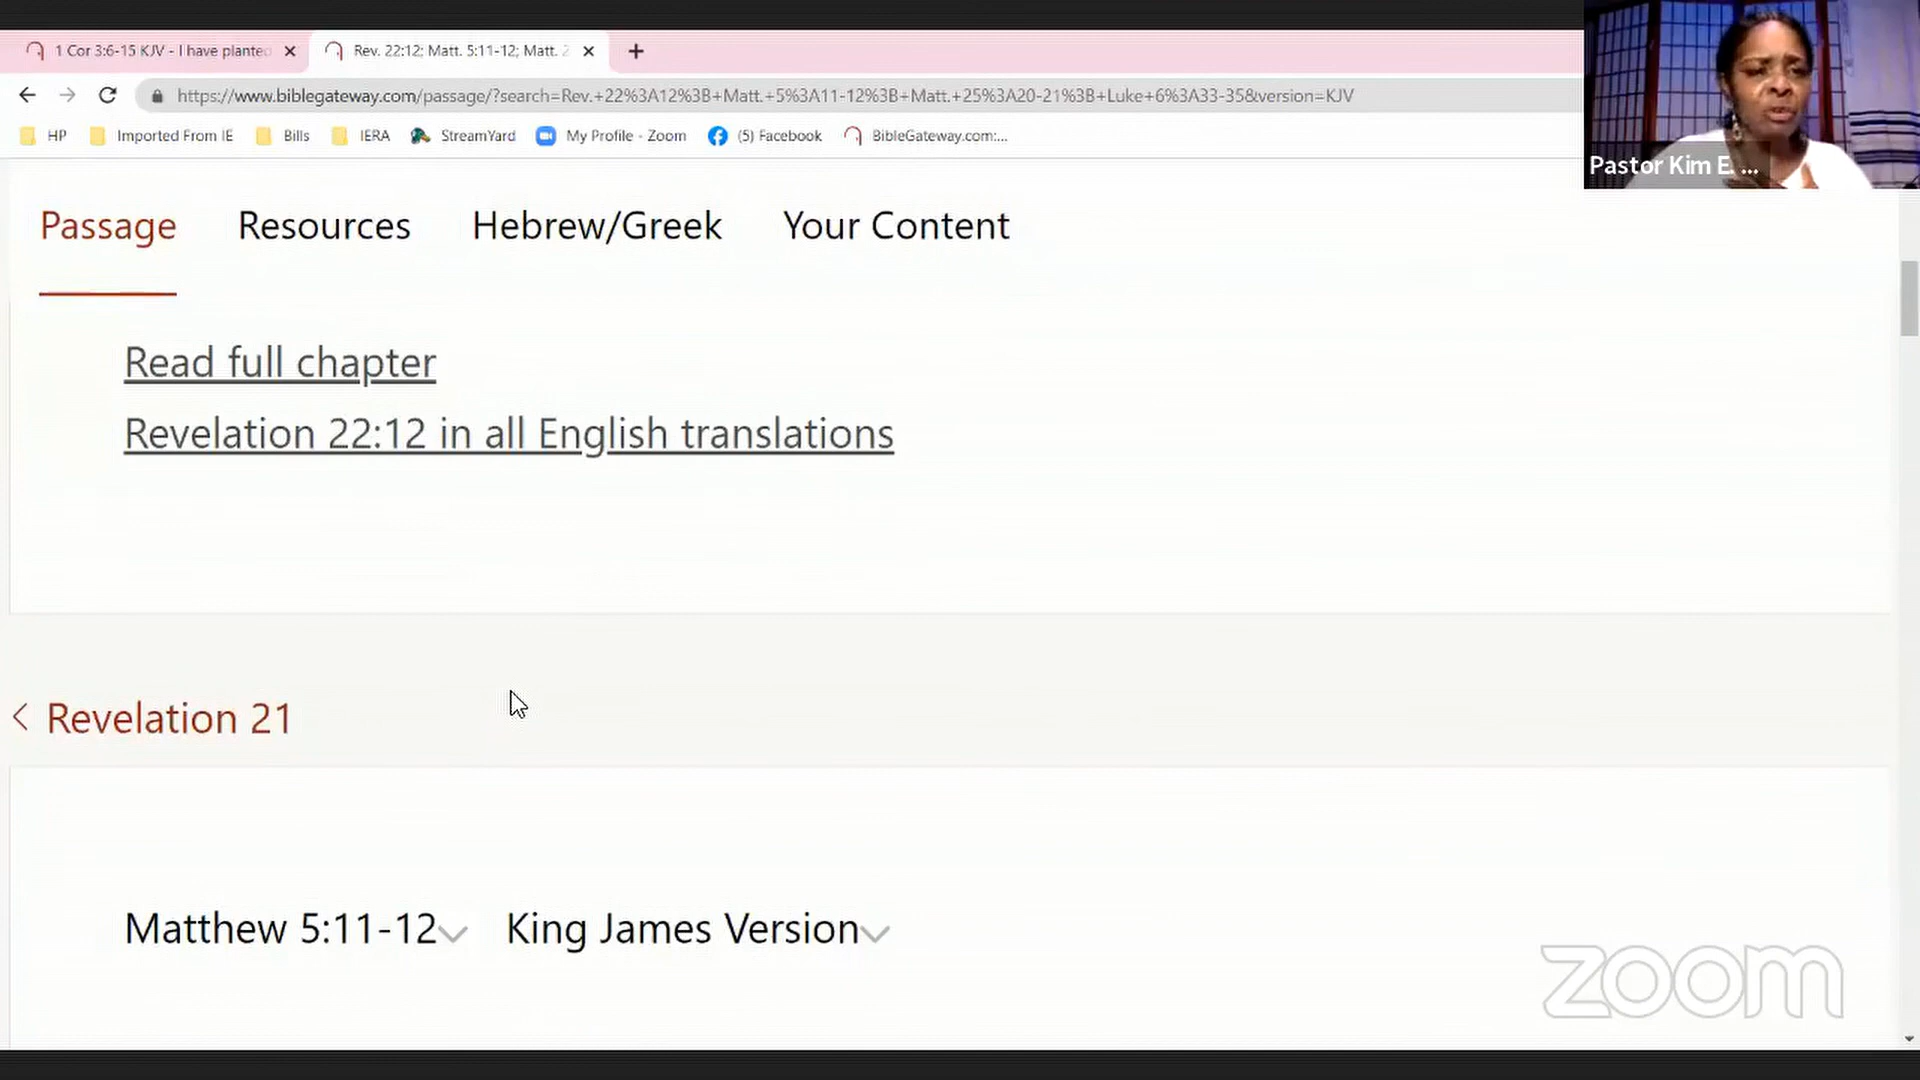 1 Cor 3:6-15 KJV - I have planted
Rev. 22:12; Matt. 5:11-12; Matt. 2
https://www.biblegateway.com/passage/?search=Rev.+22%3A12%3B+Matt.+5%3A11-12%3B+Matt.+25%3A20-21%3B+Luke+6%3A33-35&version=KJV
HP Imported From IE Bills IERA StreamYard My Profile - Zoom (5) Facebook BibleGateway.com:...
Pastor Kim E. ...
Passage Resources Hebrew/Greek Your Content
Read full chapter
Revelation 22:12 in all English translations
Revelation 21
Matthew 5:11-12 King James Version
zoom